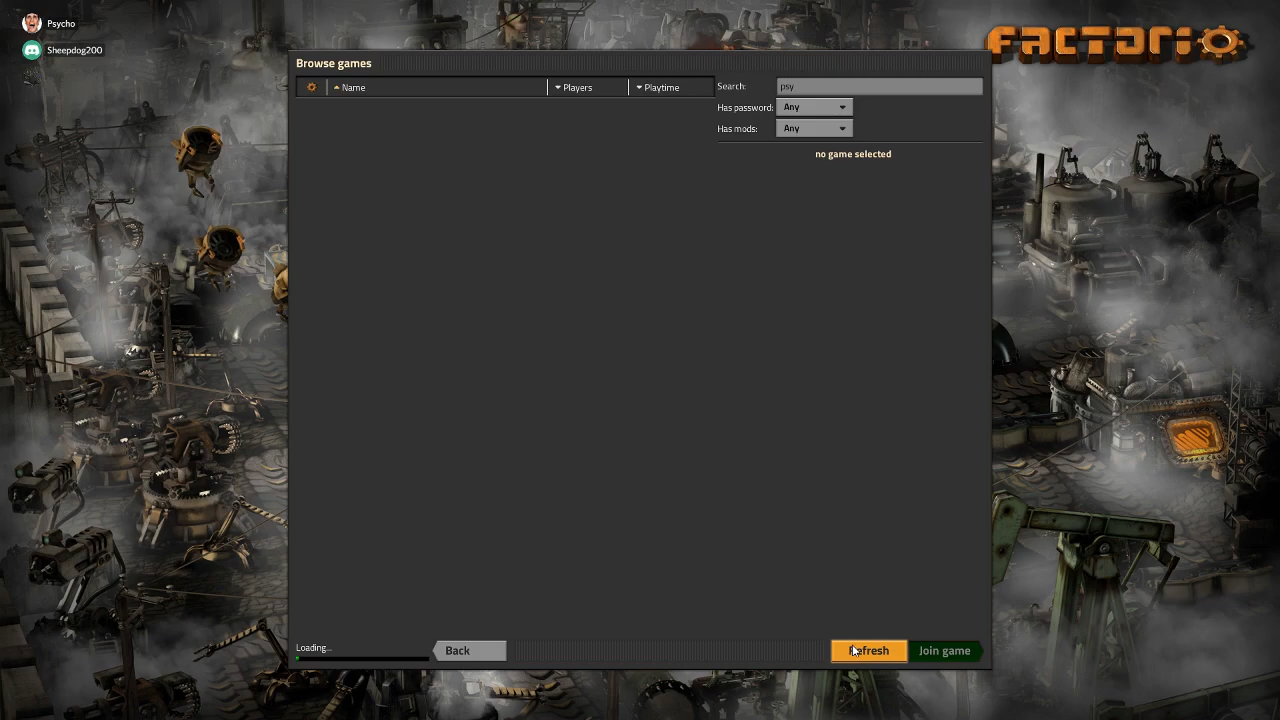 Psycho
Sheepdog200
FACTORIO
Browse games
Name Players Playtime
Search: psy
Has password: Any
Has mods: Any
no game selected
Loading...
Back
Refresh
Join game